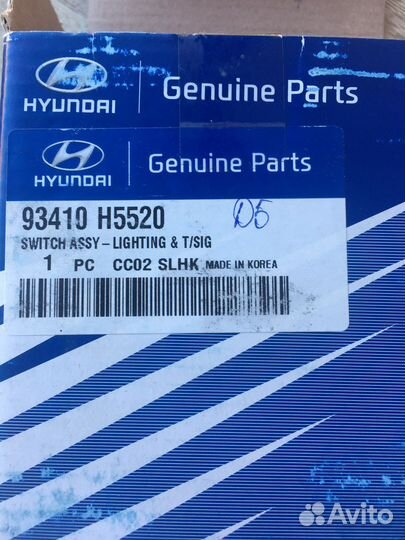 HYUNDAI
Genuine Parts
HYUNDAI
Genuine Parts
93410 H5520
D5
SWITCH ASSY-LIGHTING & T/SIG
1 PC CC02 SLHK MADE IN KOREA
Avito